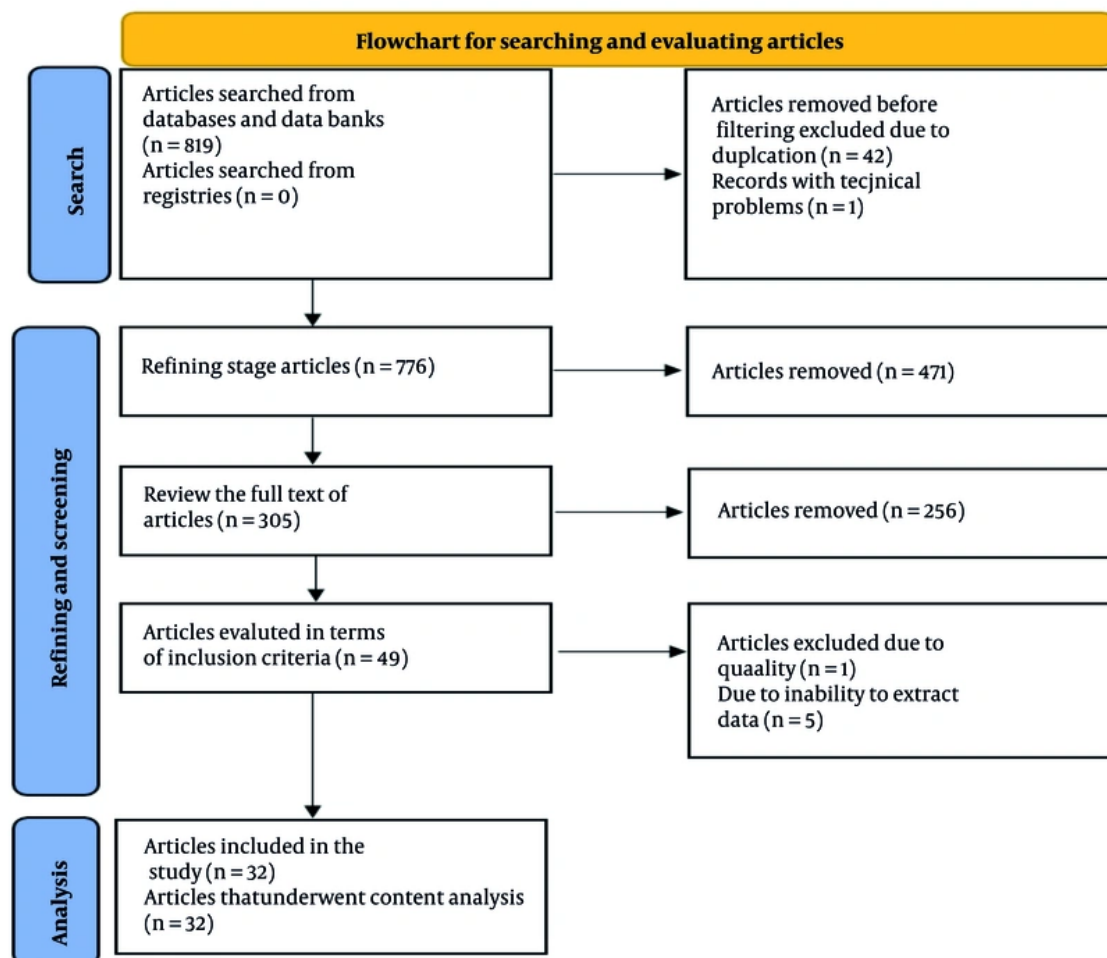 Flowchart for searching and evaluating articles
Search
Articles searched from
databases and data banks
(n = 819)
Articles searched from
registries (n = 0)
Articles removed before
filtering excluded due to
duplcation (n = 42)
Records with tecjnical
problems (n = 1)
Refining and screening
Refining stage articles (n = 776)
Articles removed (n = 471)
Review the full text of
articles (n = 305)
Articles removed (n = 256)
Articles evaluted in terms
of inclusion criteria (n = 49)
Articles excluded due to
quaality (n = 1)
Due to inability to extract
data (n = 5)
Analysis
Articles included in the
study (n = 32)
Articles thatunderwent content analysis
(n = 32)